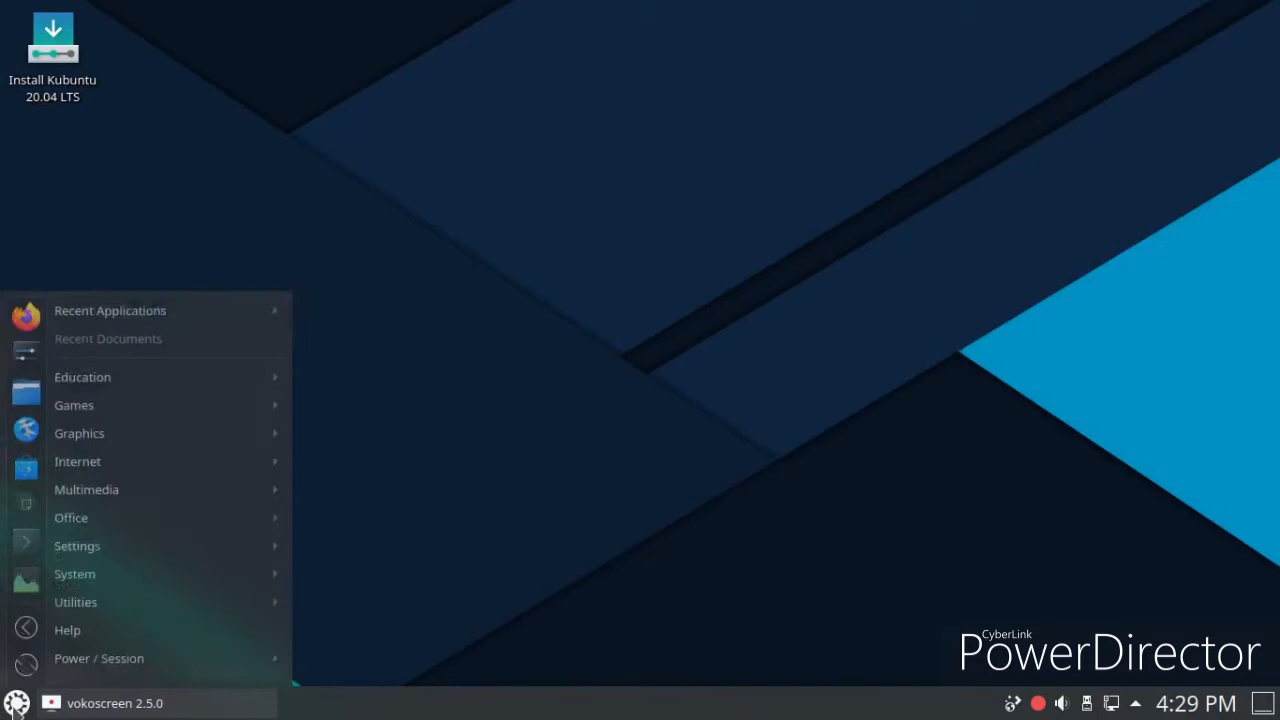 Install Kubuntu
20.04 LTS
Recent Applications
Recent Documents
Education
Games
Graphics
Internet
Multimedia
Office
Settings
System
Utilities
Help
Power / Session
CyberLink
PowerDirector
vokoscreen 2.5.0
4:29 PM